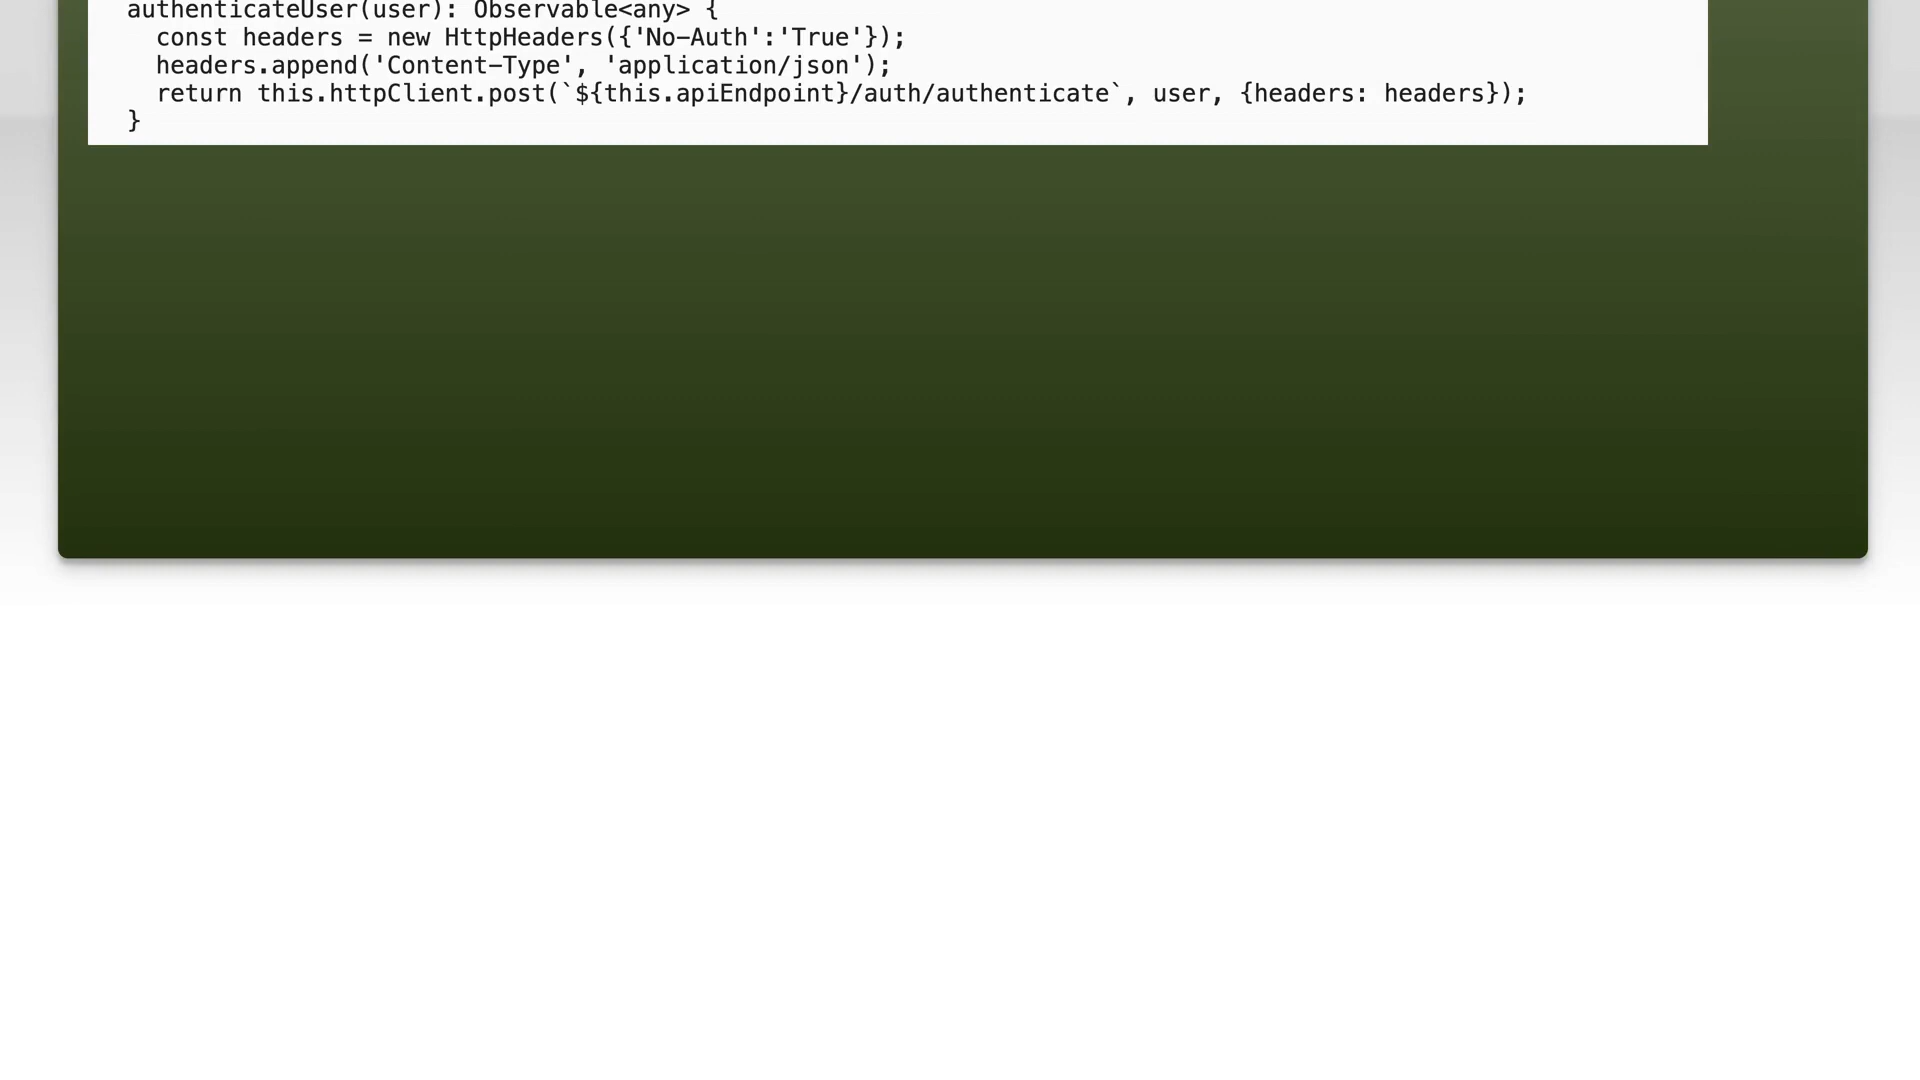 authenticateUser(user): Observable<any> {
const headers = new HttpHeaders({'No-Auth':'True'});
headers.append('Content-Type', 'application/json');
return this.httpClient.post(`${this.apiEndpoint}/auth/authenticate`, user, {headers: headers});
}